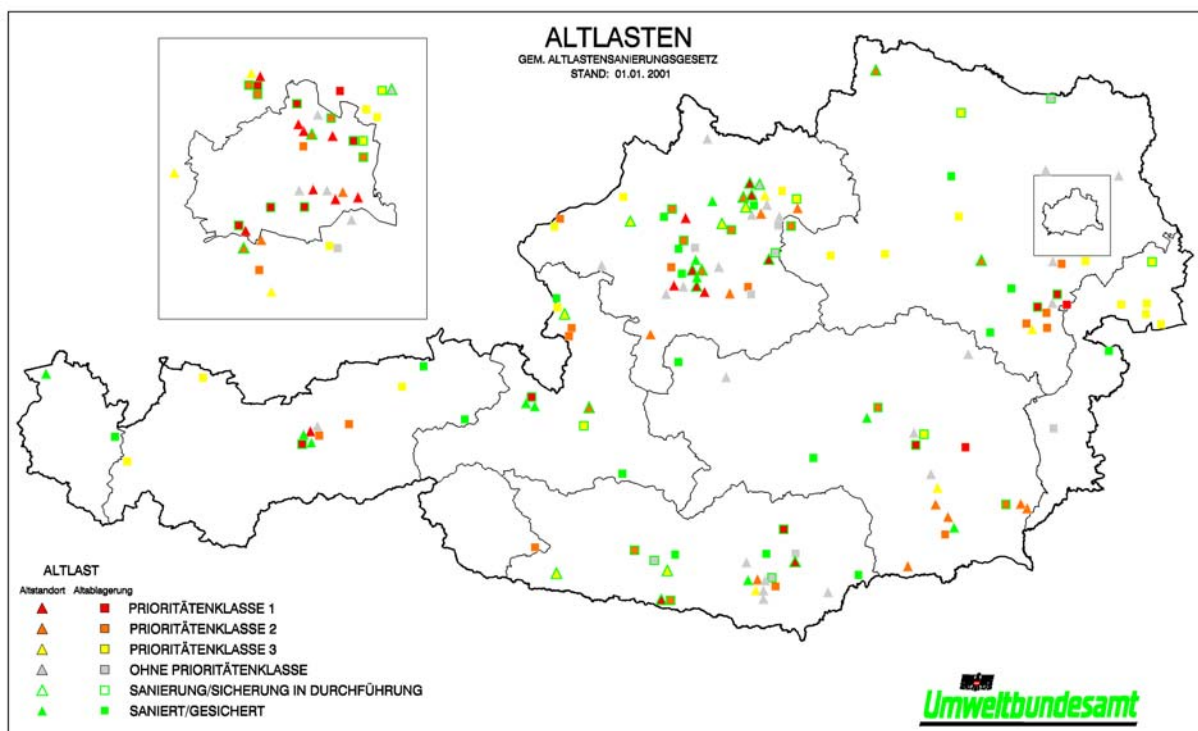 ALTLASTEN
GEM. ALTLASTENSANIERUNGSGESETZ
STAND: 01.01. 2001
ALTLAST
Altstandort Altablagerung
PRIORITÄTENKLASSE 1
PRIORITÄTENKLASSE 2
PRIORITÄTENKLASSE 3
OHNE PRIORITÄTENKLASSE
SANIERUNG/SICHERUNG IN DURCHFÜHRUNG
SANIERT/GESICHERT
Umweltbundesamt